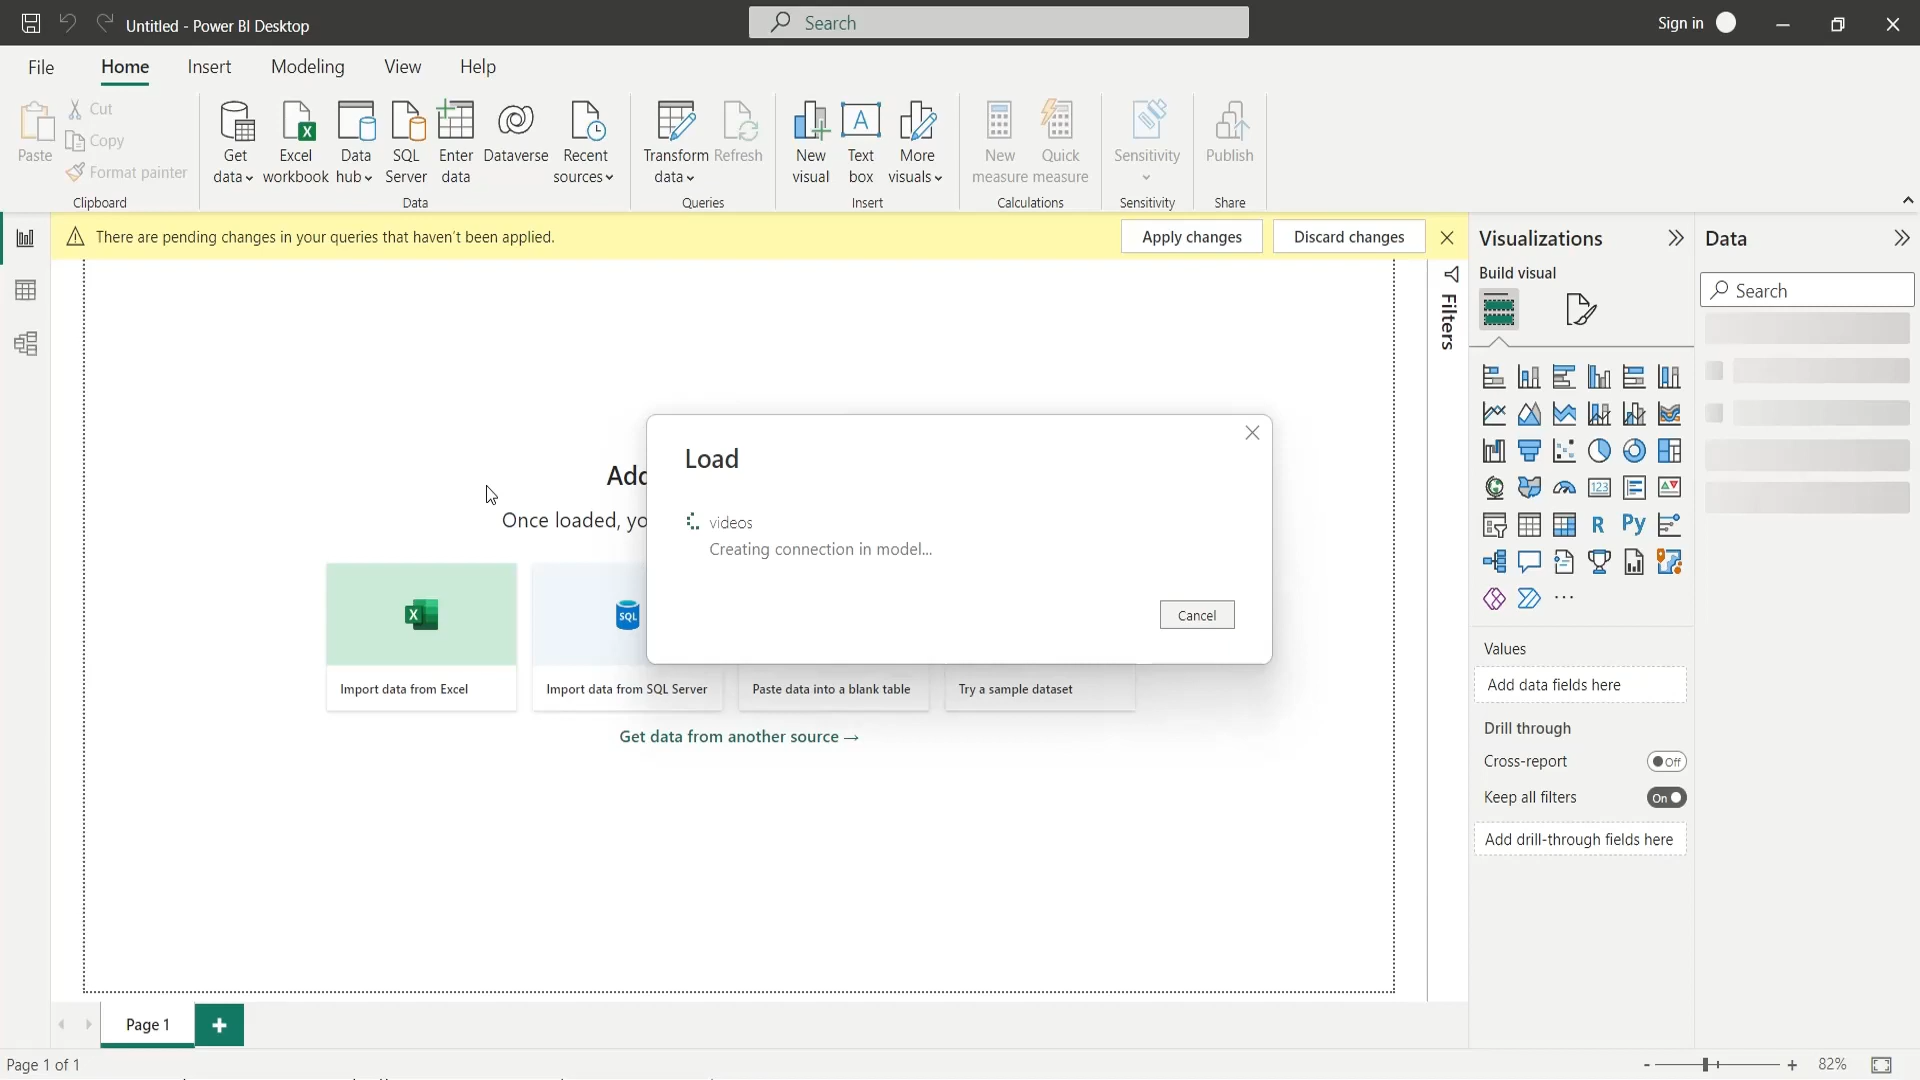 Untitled - Power BI Desktop
Search
Sign in
File
Home
Insert
Modeling
View
Help
Paste
Cut
Copy
Format painter
Clipboard
Get
data
Excel
workbook
Data
hub
SQL
Server
Enter
data
Dataverse
Recent
sources
Data
Transform
data
Refresh
Queries
New
visual
A
Text
box
More
visuals
Insert
New
measure
Quick
measure
Calculations
Sensitivity
Sensitivity
Publish
Share
There are pending changes in your queries that haven't been applied.
Apply changes
Discard changes
Filters
Visualizations
Build visual
123
R
Py
Values
Add data fields here
Drill through
Cross-report
Off
Keep all filters
On
Add drill-through fields here
Data
Search
Add
Once loaded, yo
Load
videos
Creating connection in model...
Cancel
X
SQL
Import data from Excel
Import data from SQL Server
Paste data into a blank table
Try a sample dataset
Get data from another source →
Page 1
Page 1 of 1
- + 82%